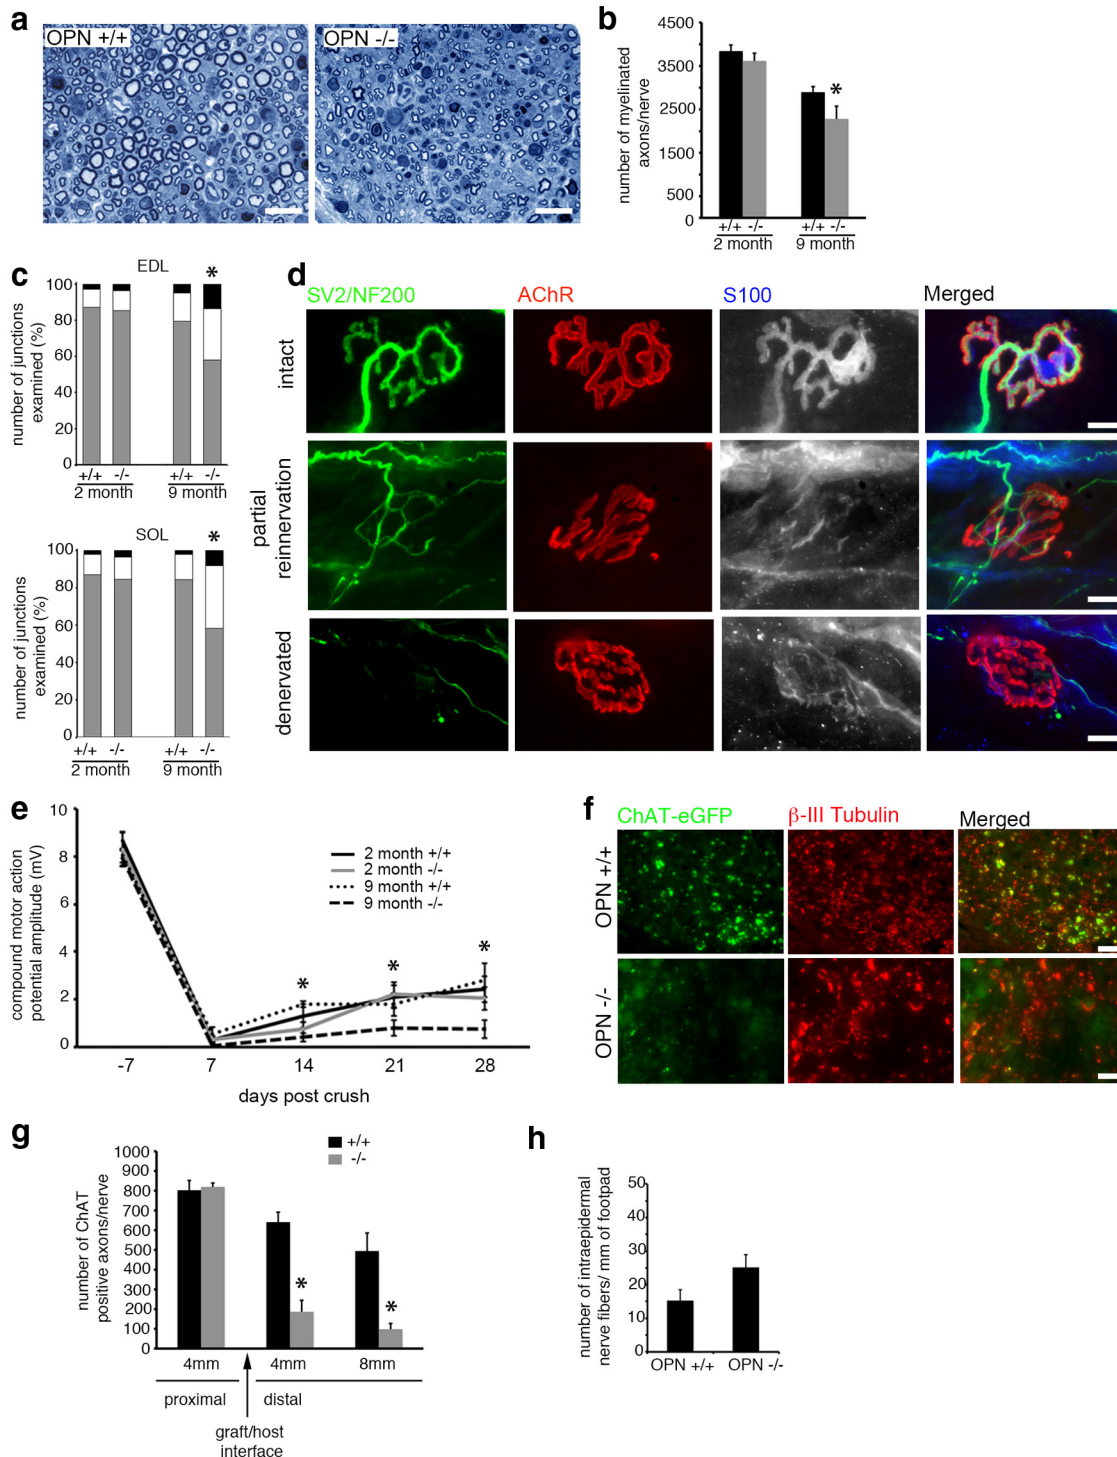 a
OPN +/+
OPN -/-
b
number of myelinated
axons/nerve
4500
3500
2500
1500
500
0
*
+/+ -/- +/+ -/-
2 month 9 month
c
EDL
number of junctions
examined (%)
100
80
60
40
20
0
*
+/+ -/- +/+ -/-
2 month 9 month
SOL
number of junctions
examined (%)
100
80
60
40
20
0
*
+/+ -/- +/+ -/-
2 month 9 month
d
SV2/NF200 AChR S100 Merged
intact
partial
reinnervation
denervated
e
compound motor action
potential amplitude (mV)
10
8
6
4
2
0
2 month +/+
2 month -/-
9 month +/+
9 month -/-
* * *
-7 7 14 21 28
days post crush
f
ChAT-eGFP β-III Tubulin Merged
OPN +/+
OPN -/-
g
+/+
-/-
number of ChAT
positive axons/nerve
1000
900
800
700
600
500
400
300
200
100
0
* *
4mm 4mm 8mm
proximal distal
graft/host
interface
h
number of intraepidermal
nerve fibers/ mm of footpad
50
40
30
20
10
0
OPN +/+ OPN -/-